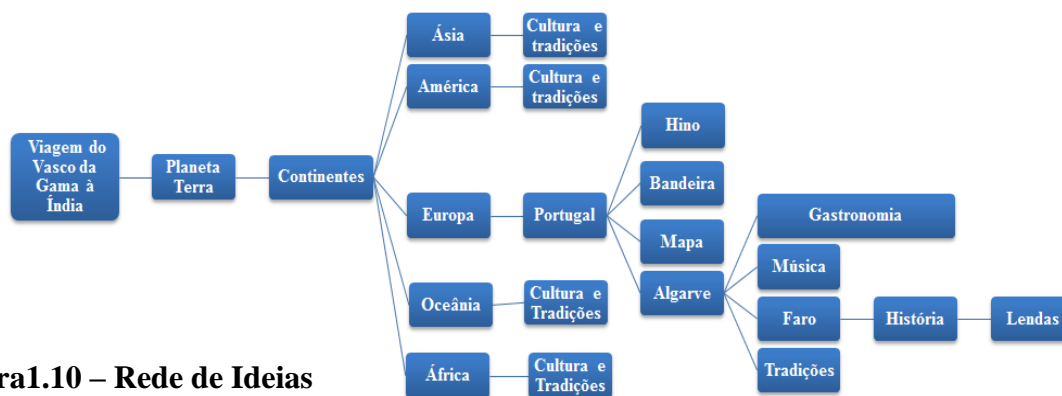 Viagem do
Vasco da
Gama à
Índia
Planeta
Terra
Continentes
Ásia
Cultura e
tradições
América
Cultura e
tradições
Europa
Portugal
Hino
Bandeira
Mapa
Algarve
Gastronomia
Música
Faro
História
Lendas
Tradições
Oceânia
Cultura e
Tradições
África
Cultura e
Tradições
ra1.10 – Rede de Ideias